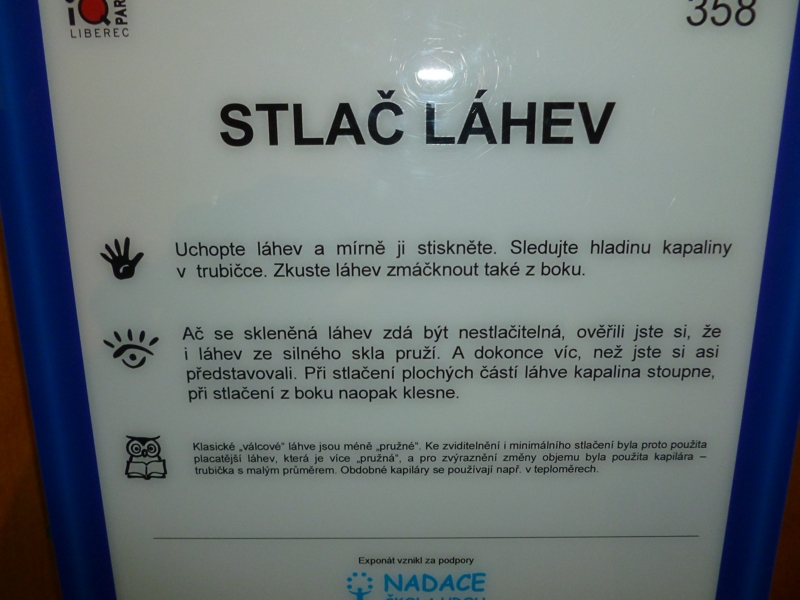 iQ PAR
LIBEREC
358
STLAČ LÁHEV
Uchopte láhev a mírně ji stiskněte. Sledujte hladinu kapaliny
v trubičce. Zkuste láhev zmáčknout také z boku.
Ač se skleněná láhev zdá být nestlačitelná, ověřili jste si, že
i láhev ze silného skla pruží. A dokonce víc, než jste si asi
představovali. Při stlačení plochých částí láhve kapalina stoupne,
při stlačení z boku naopak klesne.
Klasické „válcové“ láhve jsou méně „pružné“. Ke zviditelnění i minimálního stlačení byla proto použita
placatější láhev, která je více „pružná“, a pro zvýraznění změny objemu byla použita kapilára –
trubička s malým průměrem. Obdobné kapiláry se používají např. v teploměrech.
Exponát vznikl za podpory
NADACE